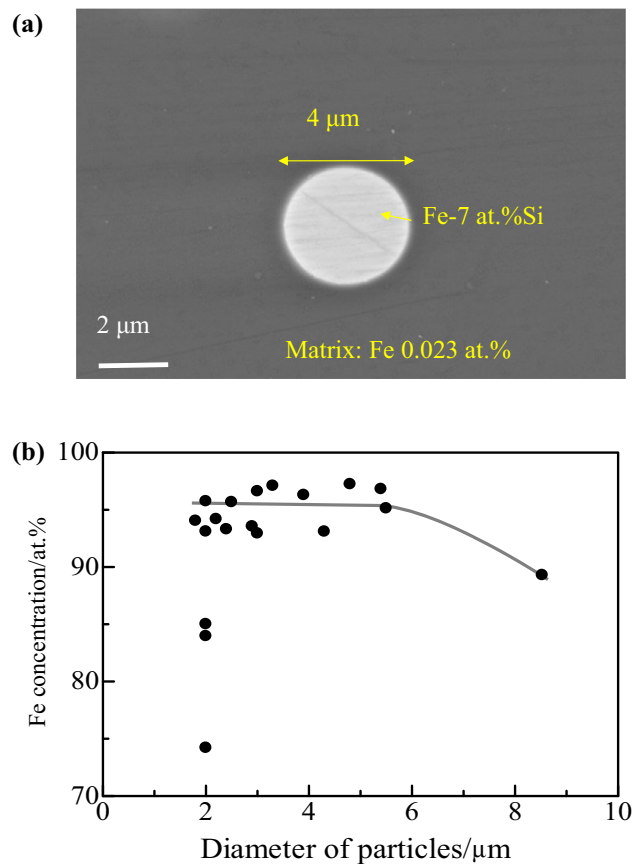 (a)
4 μm
Fe-7 at.%Si
2 μm
Matrix: Fe 0.023 at.%
(b)
100
90
80
70
Fe concentration/at.%
0 2 4 6 8 10
Diameter of particles/μm